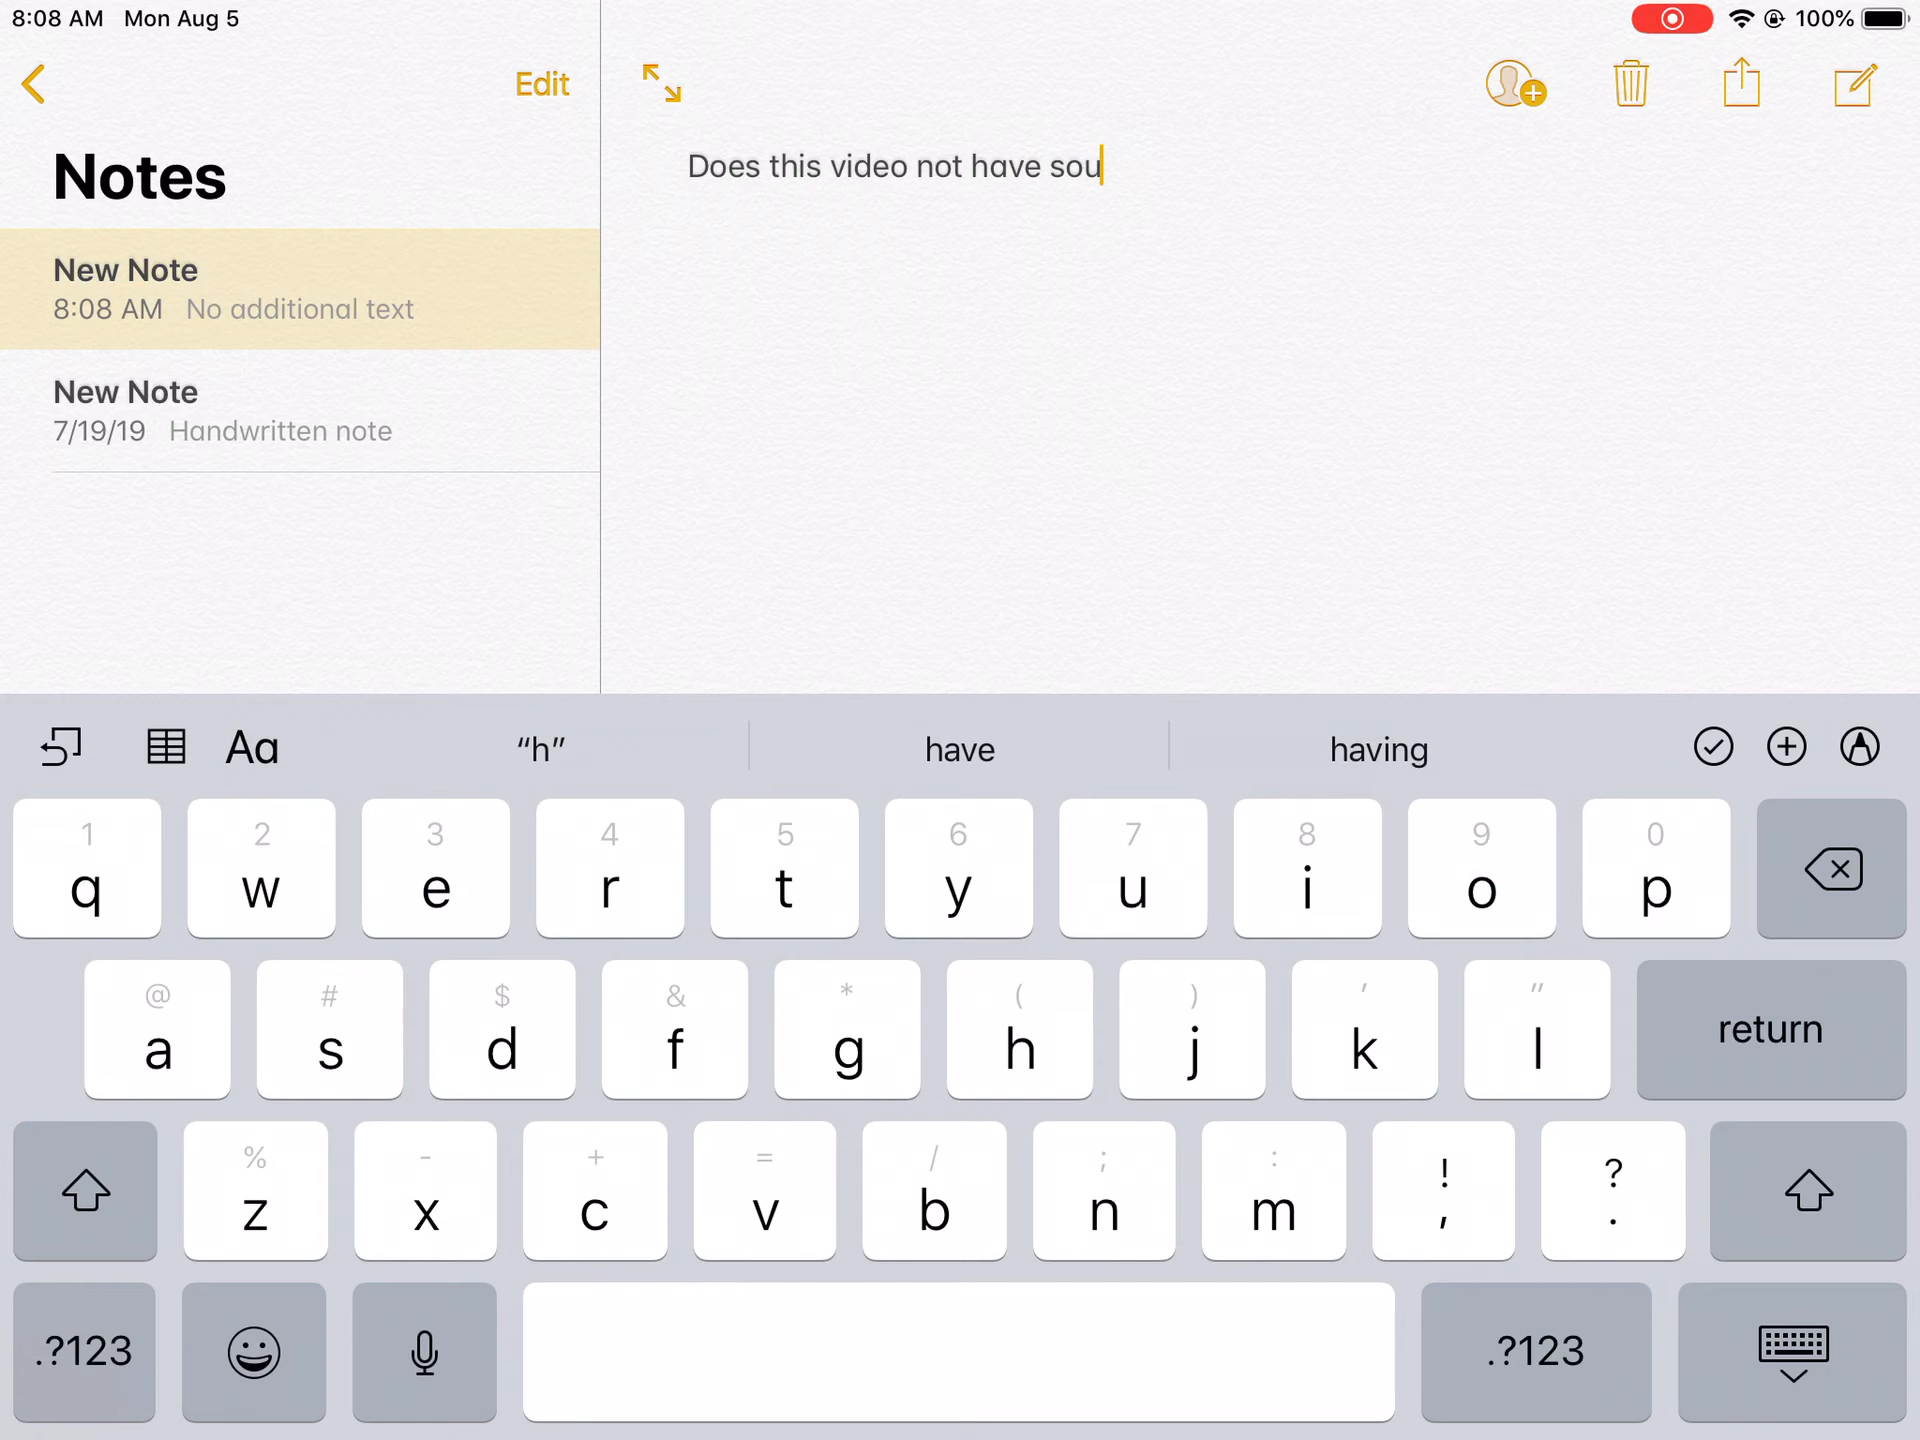 8:08 AM Mon Aug 5
100%
Edit
Notes
New Note
8:08 AM No additional text
New Note
7/19/19 Handwritten note
Does this video not have sou
Aa “h” have having
1 2 3 4 5 6 7 8 9 0
q w e r t y u i o p
@ # $ & * ( ) ' "
a s d f g h j k l return
% - + = / ; : ! ?
z x c v b n m , .
.?123 .?123